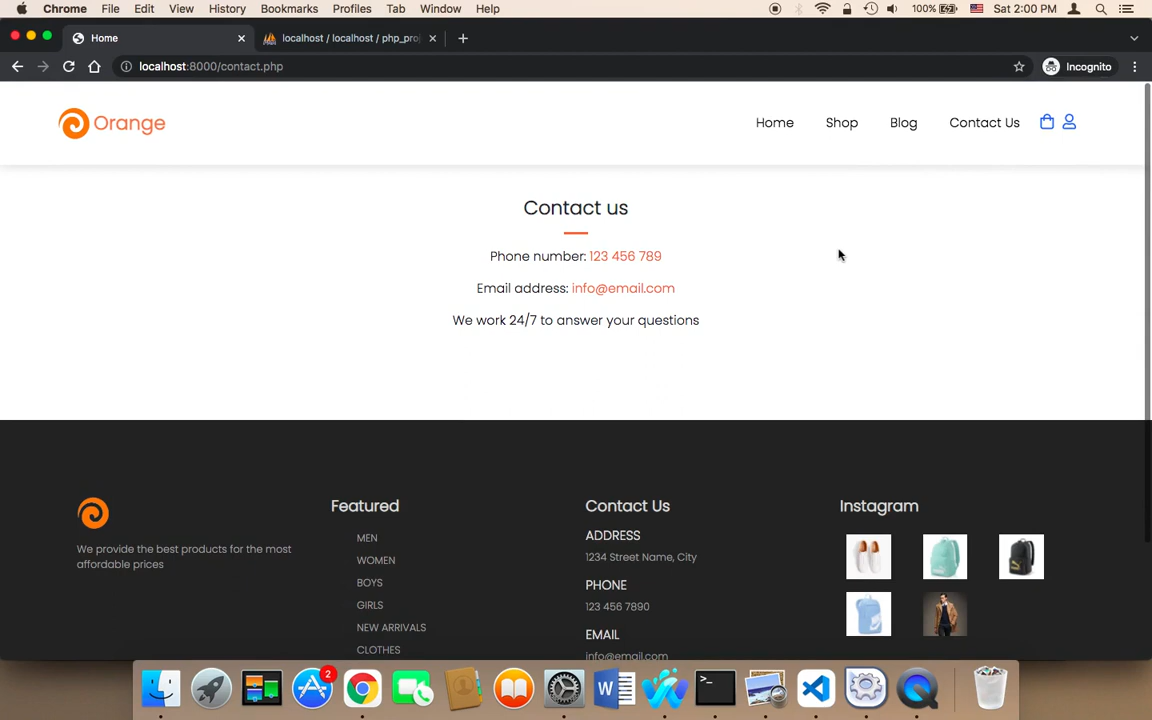 Chrome File Edit View History Bookmarks Profiles Tab Window Help 100% Sat 2:00 PM
Home localhost / localhost / php_pro
localhost:8000/contact.php Incognito
Orange Home Shop Blog Contact Us
Contact us
Phone number: 123 456 789
Email address: info@email.com
We work 24/7 to answer your questions
We provide the best products for the most
affordable prices
Featured
MEN
WOMEN
BOYS
GIRLS
NEW ARRIVALS
CLOTHES
Contact Us
ADDRESS
1234 Street Name, City
PHONE
123 456 7890
EMAIL
info@email.com
Instagram
2